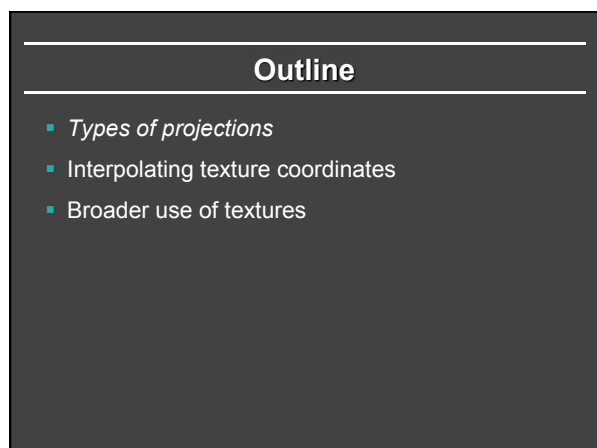 Outline
Types of projections
Interpolating texture coordinates
Broader use of textures